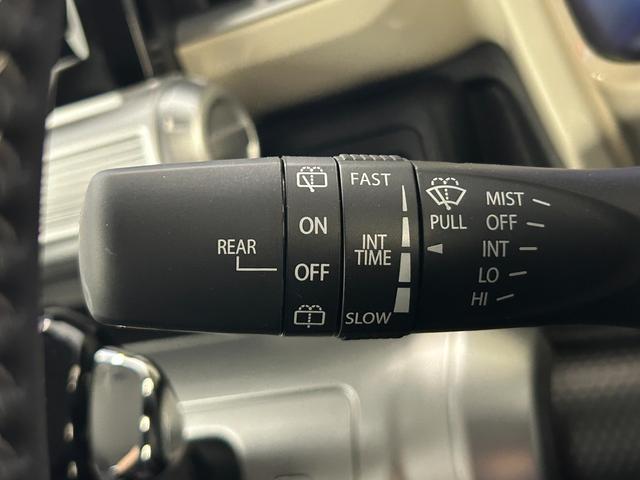 REAR
ON
OFF
FAST
INT
TIME
SLOW
PULL
MIST
OFF
INT
LO
HI